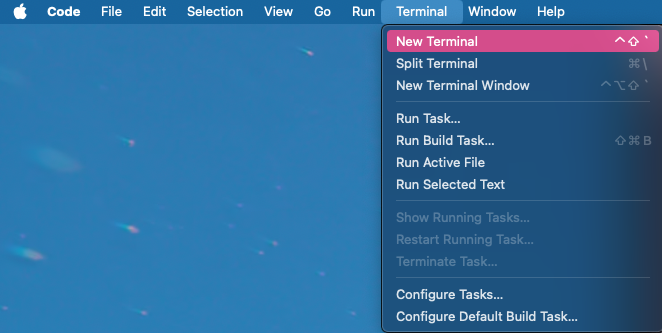 Code File Edit Selection View Go Run Terminal Window Help
New Terminal ^⇧`
Split Terminal ⌘\
New Terminal Window ^⌥⇧`
Run Task...
Run Build Task... ⇧⌘B
Run Active File
Run Selected Text
Show Running Tasks...
Restart Running Task...
Terminate Task...
Configure Tasks...
Configure Default Build Task...